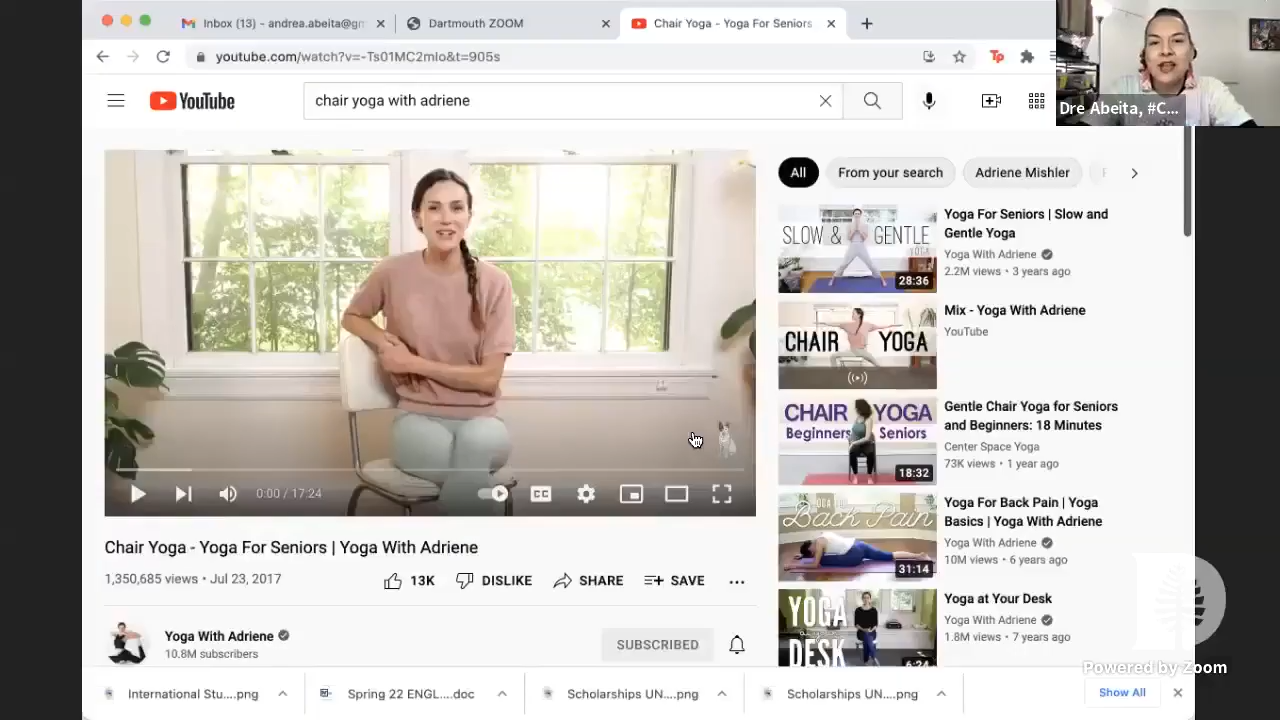 Inbox (13) - andrea.abeita@gm
Dartmouth ZOOM
Chair Yoga - Yoga For Seniors
youtube.com/watch?v=-Ts01MC2mIo&t=905s
Tp
YouTube
chair yoga with adriene
Dre Abeita, #C...
All
From your search
Adriene Mishler
SLOW & GENTLE
YOGA
28:36
Yoga For Seniors | Slow and
Gentle Yoga
Yoga With Adriene
2.2M views • 3 years ago
CHAIR YOGA
Mix - Yoga With Adriene
YouTube
CHAIR YOGA
Beginners Seniors
18:32
Gentle Chair Yoga for Seniors
and Beginners: 18 Minutes
Center Space Yoga
73K views • 1 year ago
YOGA FOR
Back Pain
31:14
Yoga For Back Pain | Yoga
Basics | Yoga With Adriene
Yoga With Adriene
10M views • 6 years ago
YOGA
DESK
6:24
Yoga at Your Desk
Yoga With Adriene
1.8M views • 7 years ago
0:00 / 17:24
CC
Chair Yoga - Yoga For Seniors | Yoga With Adriene
1,350,685 views • Jul 23, 2017
13K
DISLIKE
SHARE
SAVE
Yoga With Adriene
10.8M subscribers
SUBSCRIBED
D
Powered by Zoom
International Stu....png
Spring 22 ENGL....doc
Scholarships UN....png
Scholarships UN....png
Show All